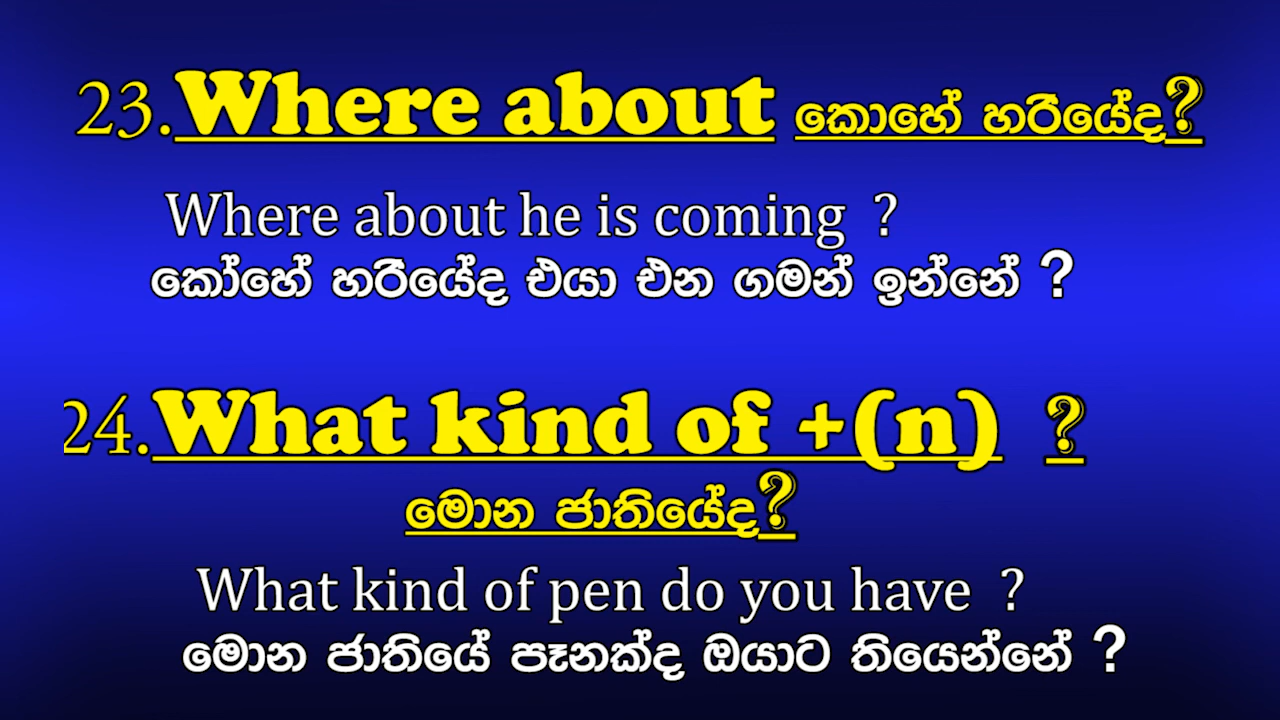 23.Where about කොහේ හරියේද?
Where about he is coming ?
කෝහේ හරියේද එයා එන ගමන් ඉන්නේ ?
24.What kind of +(n) ?
මොන ජාතියේද?
What kind of pen do you have ?
මොන ජාතියේ පෑනක්ද ඔයාට තියෙන්නේ ?